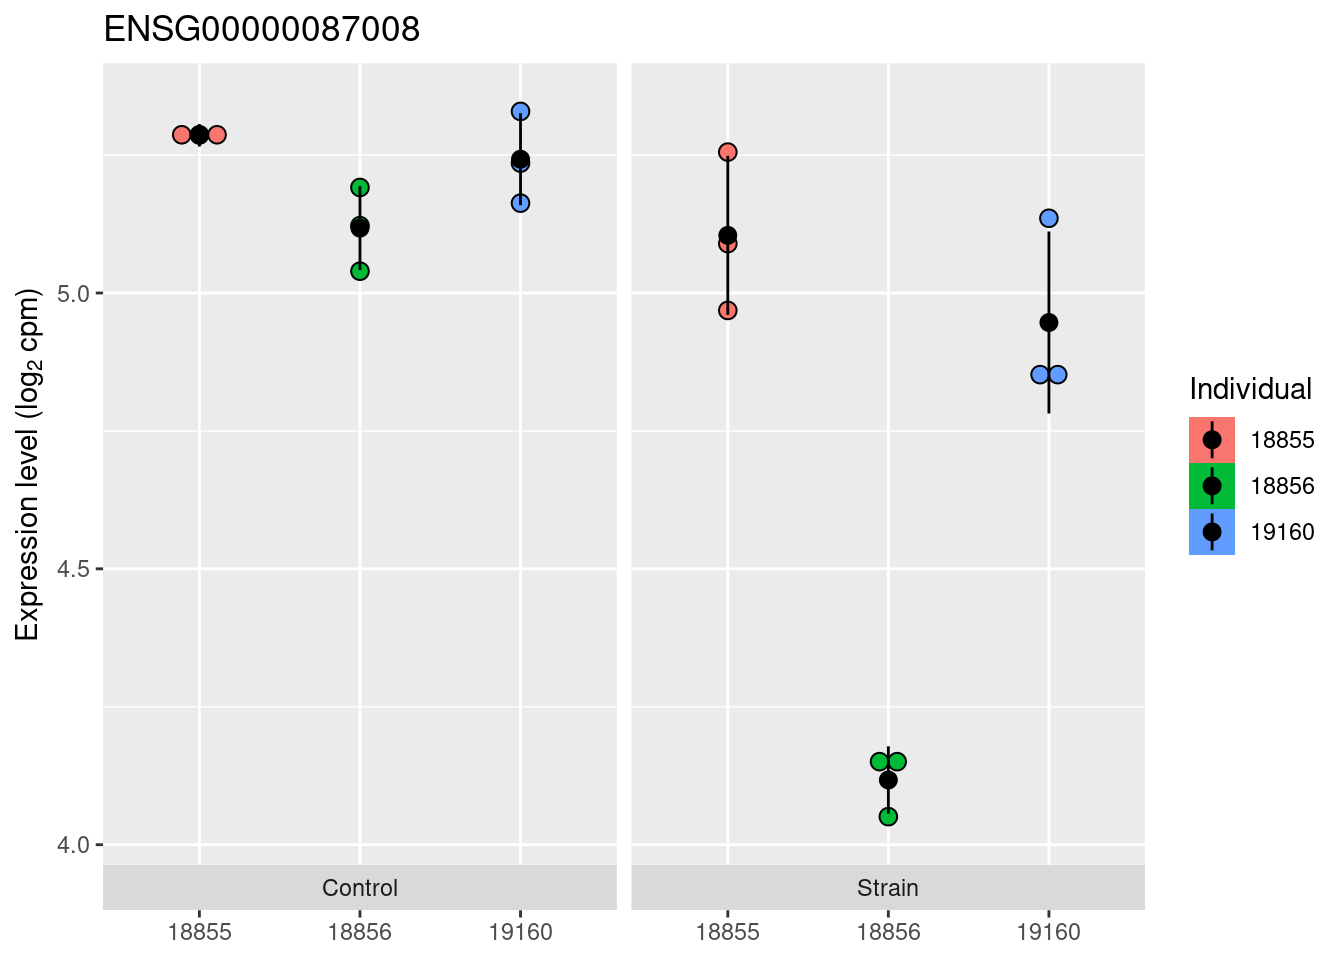 ENSG00000087008
Expression level (log₂ cpm)
5.0
4.5
4.0
Control
Strain
18855
18856
19160
18855
18856
19160
Individual
18855
18856
19160